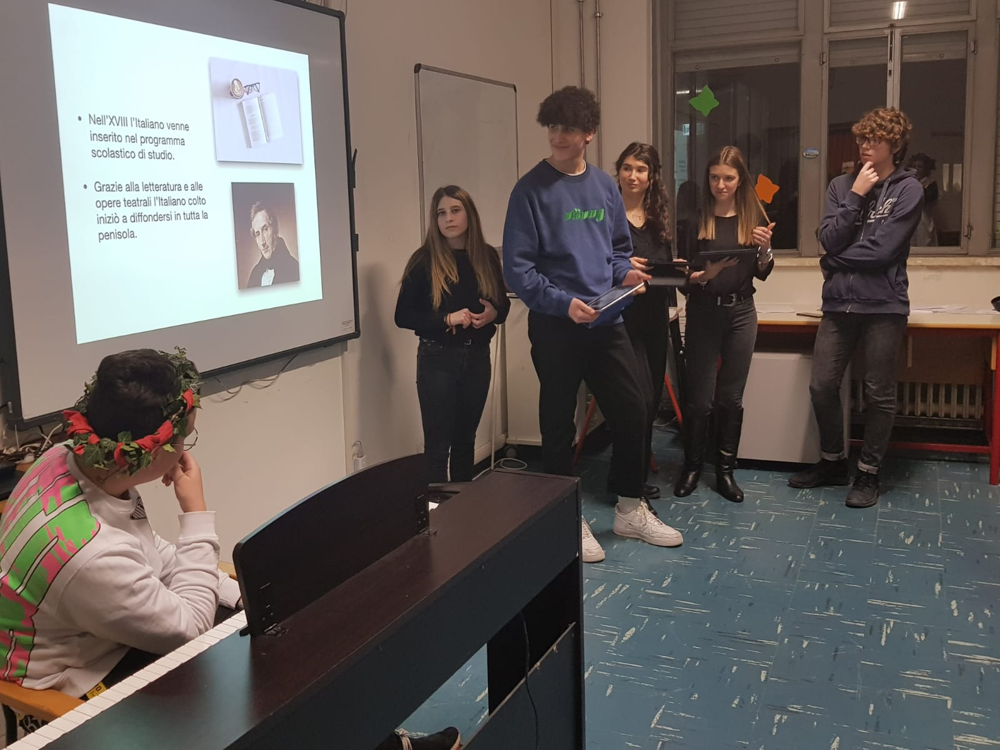 • Nell'XVIII l'Italiano venne
inserito nel programma
scolastico di studio.
• Grazie alla letteratura e alle
opere teatrali l'Italiano colto
iniziò a diffondersi in tutta la
penisola.